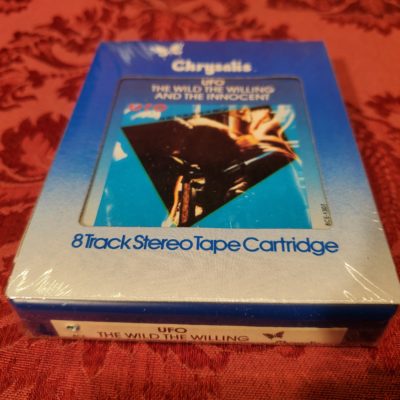 Chrysalis
UFO
THE WILD THE WILLING
AND THE INNOCENT
UFO
8 Track Stereo Tape Cartridge
UFO
THE WILD THE WILLING